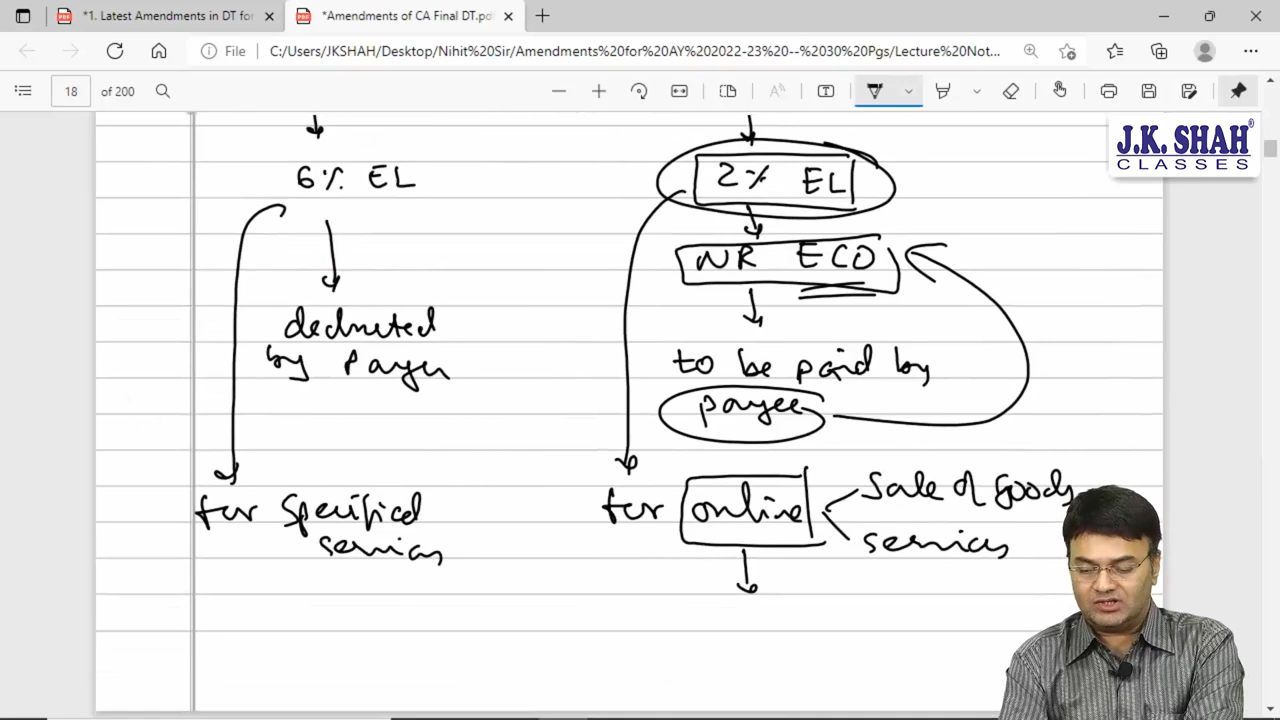 *1. Latest Amendments in DT for
*Amendments of CA Final DT.pdf
File
C:/Users/JKSHAH/Desktop/Nihit%20Sir/Amendments%20for%20AY%202022-23%20--%2030%20Pgs/Lecture%20Not...
18 of 200
J.K. SHAH®
CLASSES
6% EL
2% EL
NR ECO
deducted
by Payer
to be paid by
payee
for Specified
services
for online
Sale of goods
services